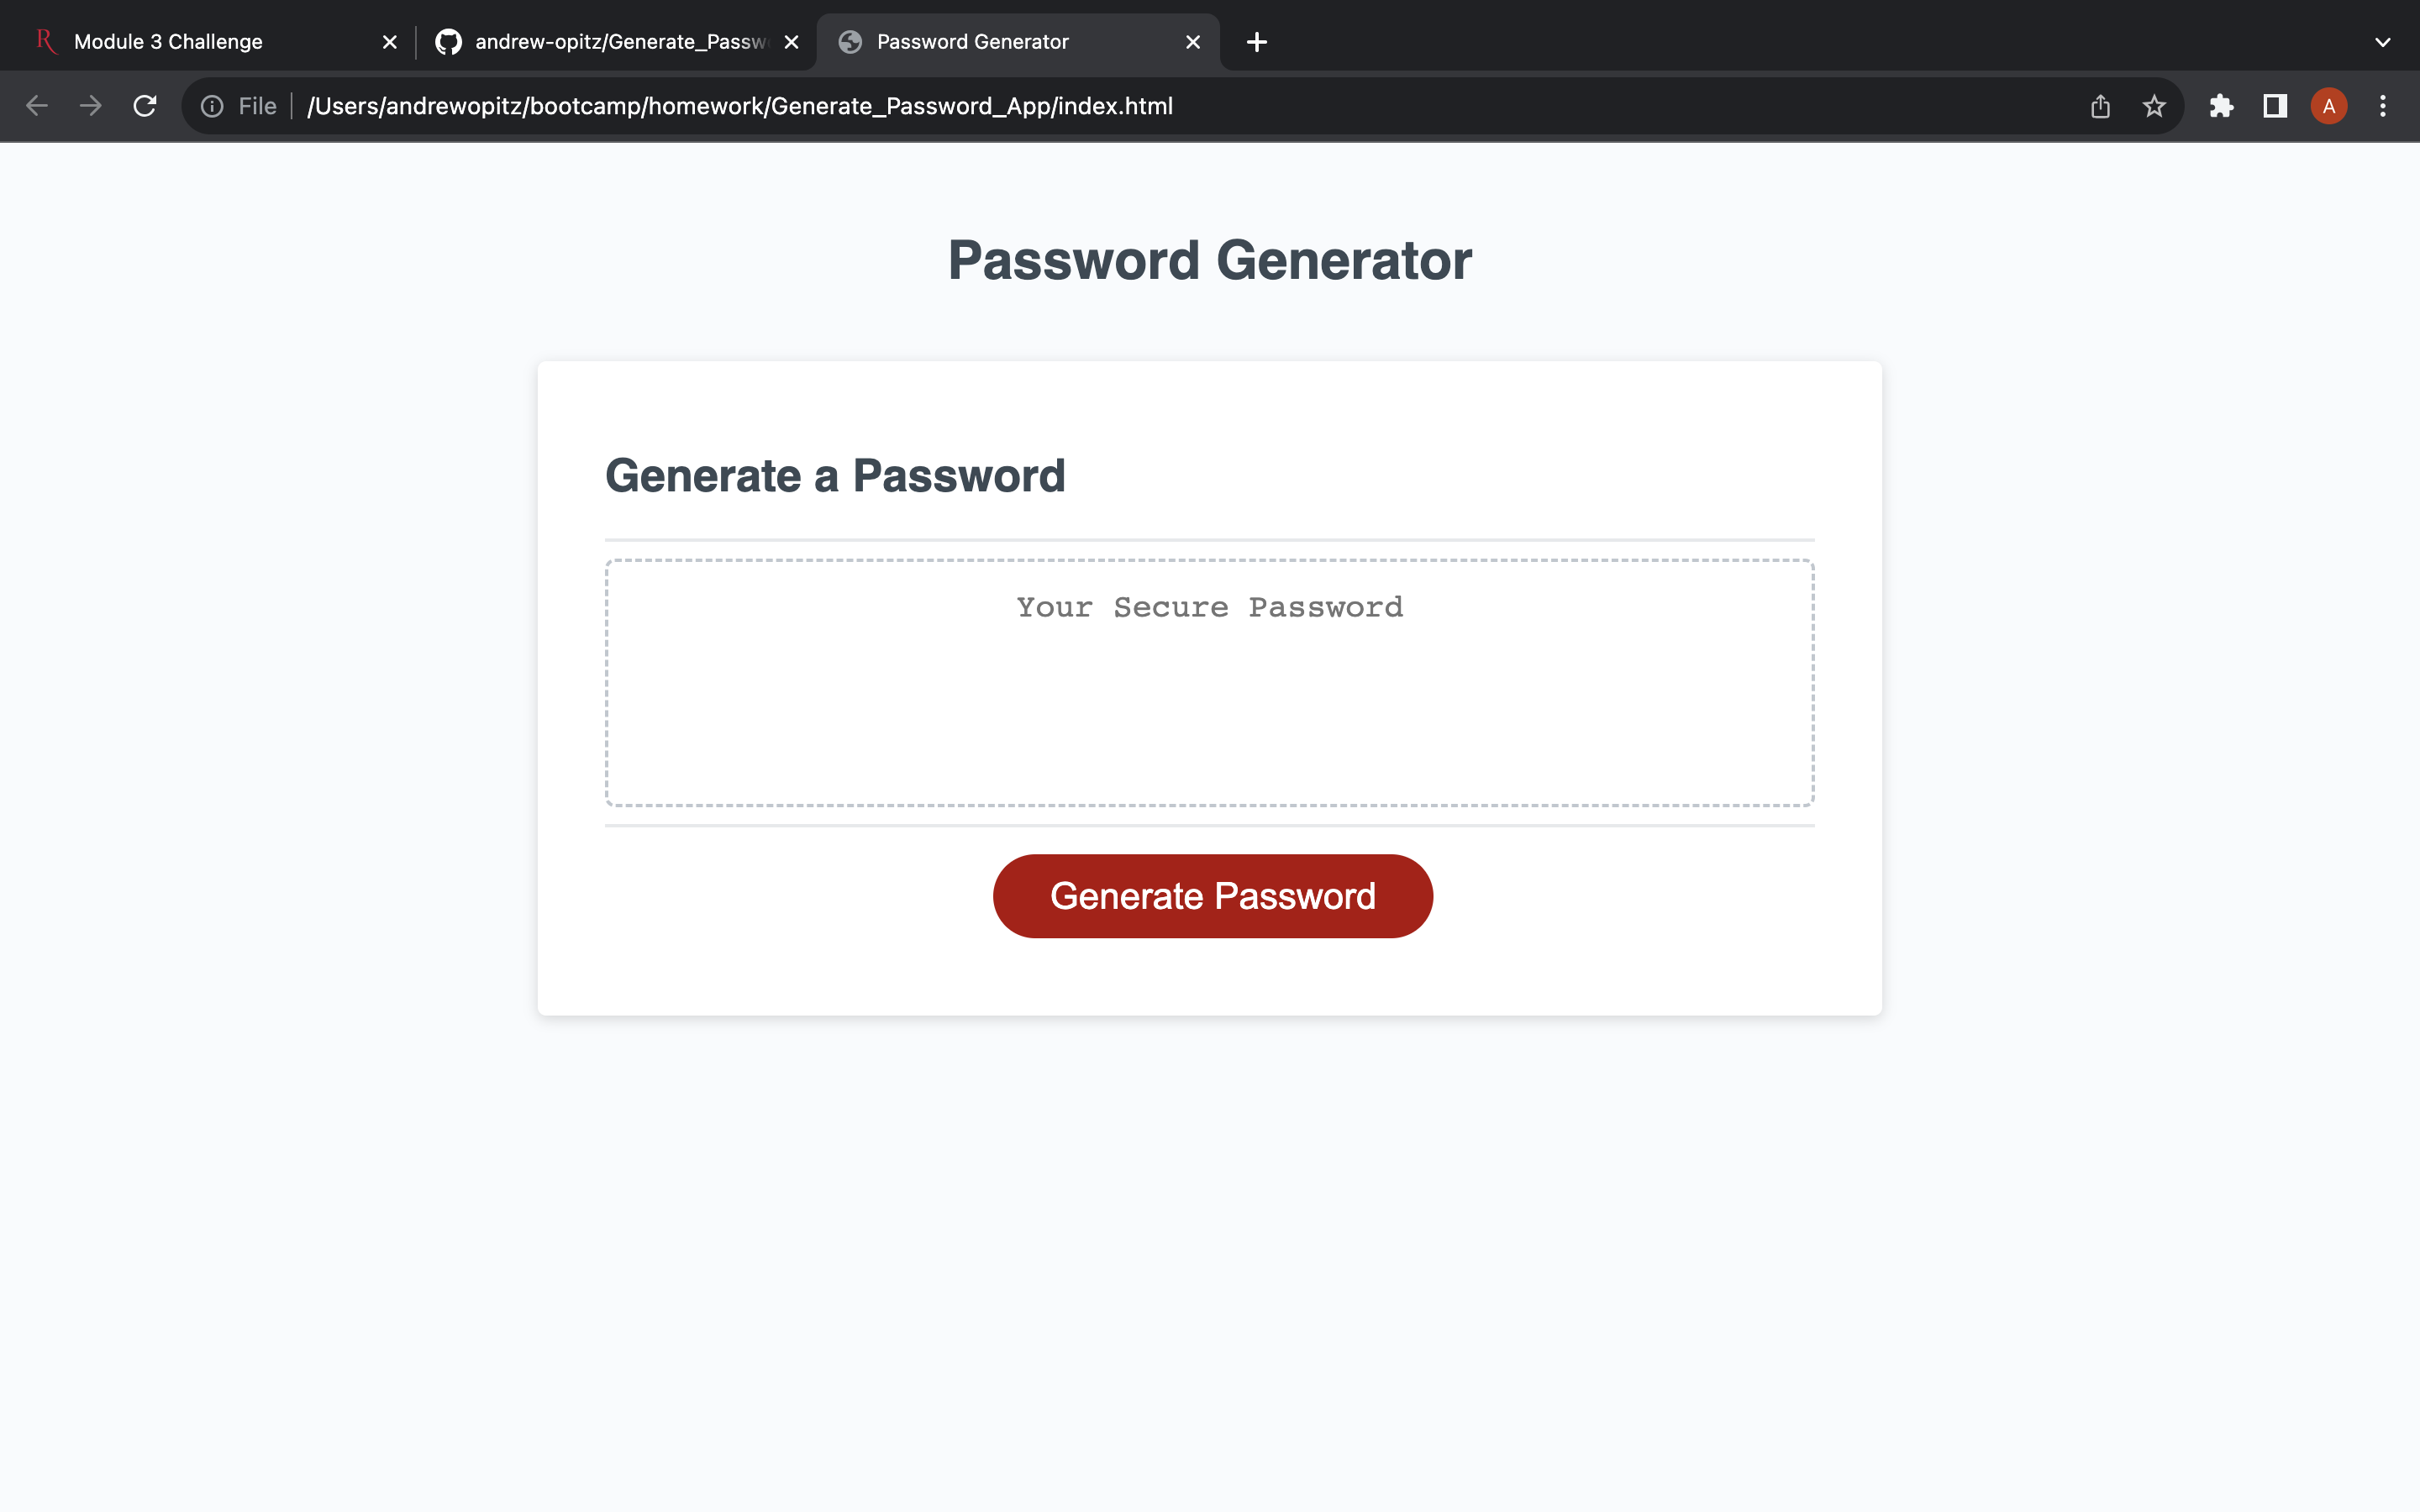 Module 3 Challenge
andrew-opitz/Generate_Passw
Password Generator
File
/Users/andrewopitz/bootcamp/homework/Generate_Password_App/index.html
A
Password Generator
Generate a Password
Your Secure Password
Generate Password